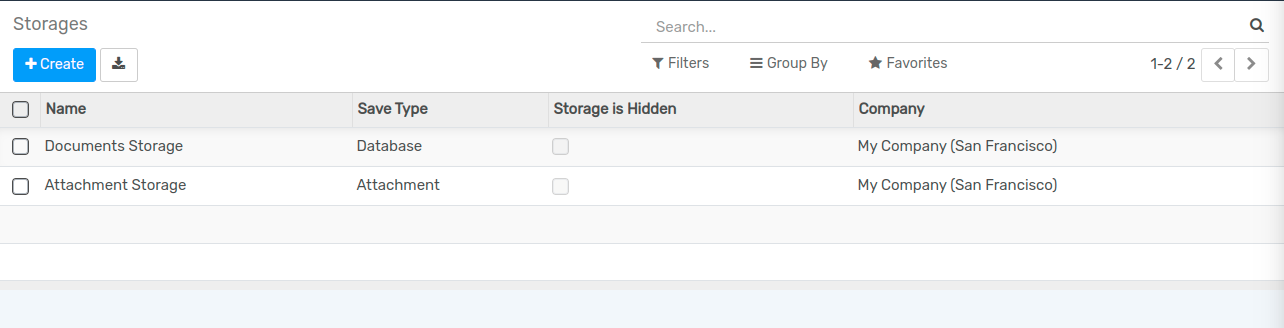 Storages
Search...
Create
Filters
Group By
Favorites
1-2 / 2
Name Save Type Storage is Hidden Company
Documents Storage Database My Company (San Francisco)
Attachment Storage Attachment My Company (San Francisco)